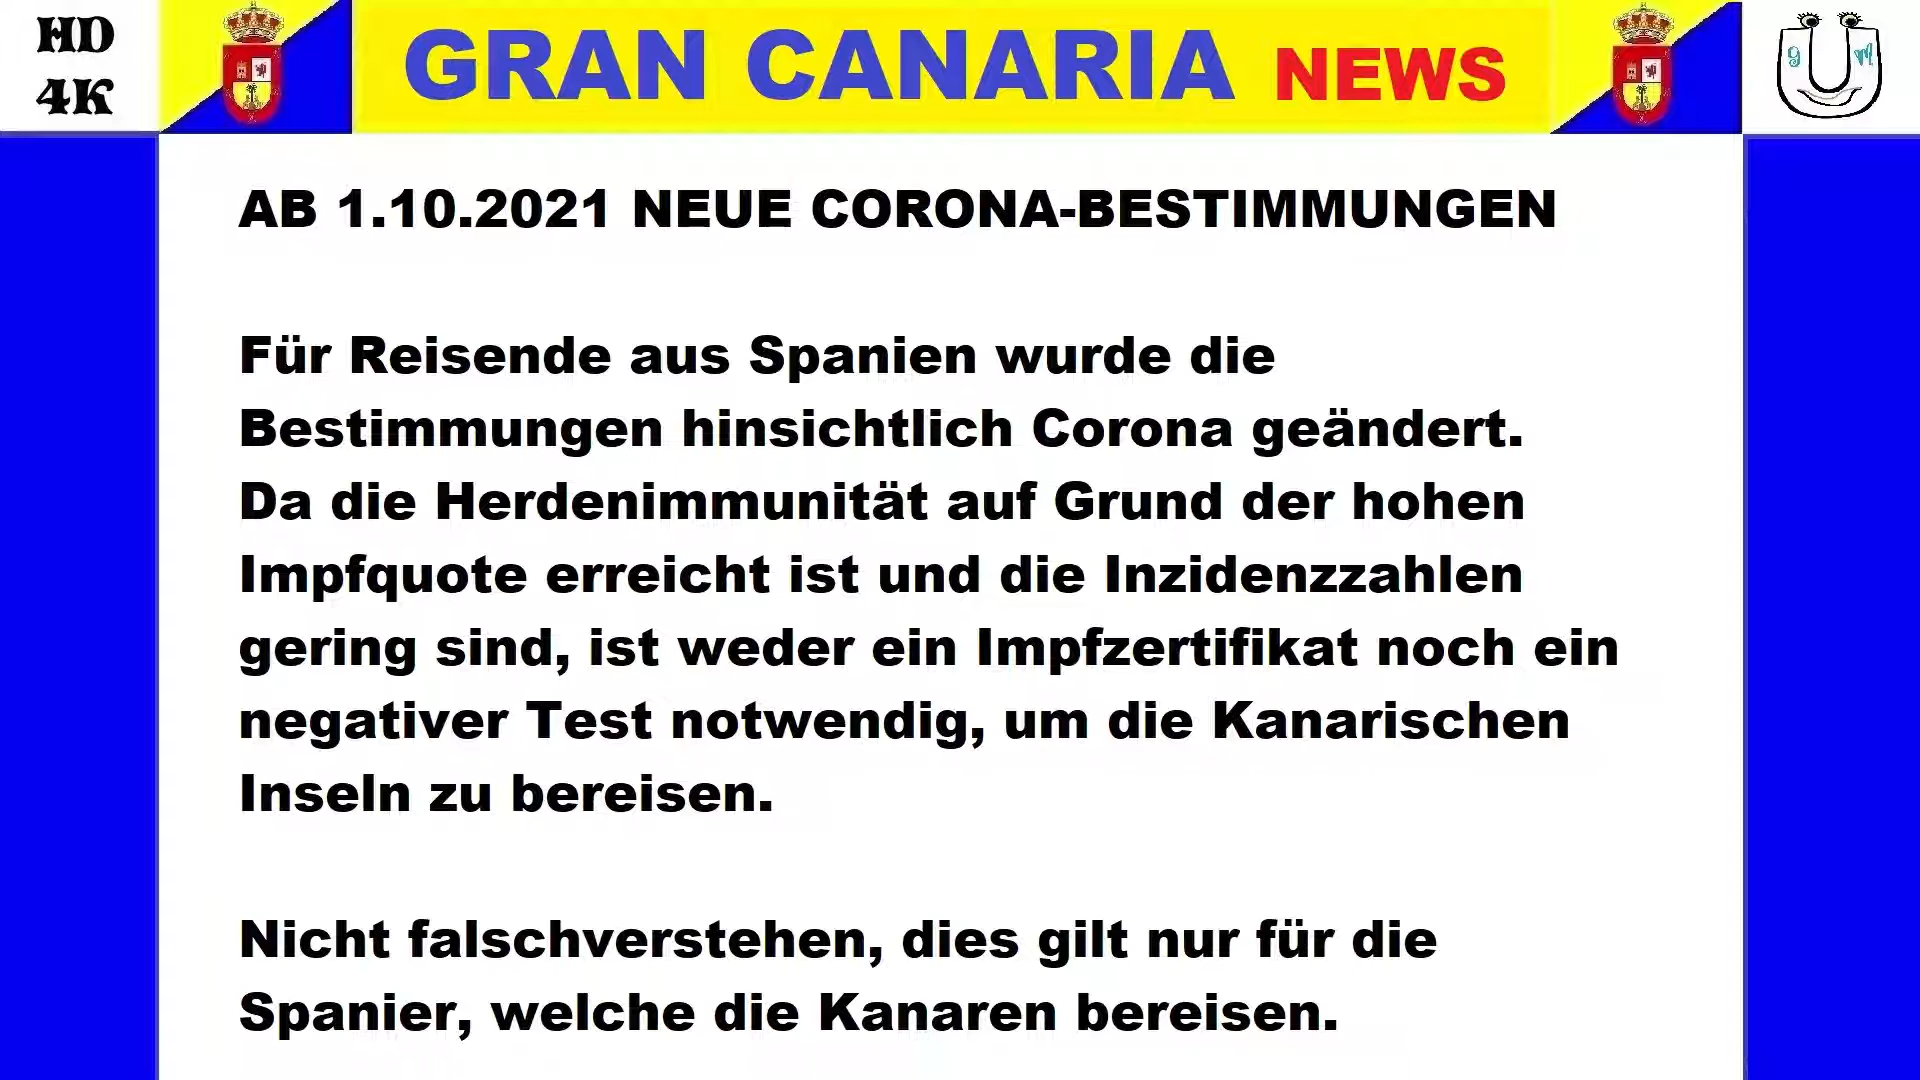 HD
4K
GRAN CANARIA NEWS
g m
AB 1.10.2021 NEUE CORONA-BESTIMMUNGEN
Für Reisende aus Spanien wurde die
Bestimmungen hinsichtlich Corona geändert.
Da die Herdenimmunität auf Grund der hohen
Impfquote erreicht ist und die Inzidenzzahlen
gering sind, ist weder ein Impfzertifikat noch ein
negativer Test notwendig, um die Kanarischen
Inseln zu bereisen.
Nicht falschverstehen, dies gilt nur für die
Spanier, welche die Kanaren bereisen.